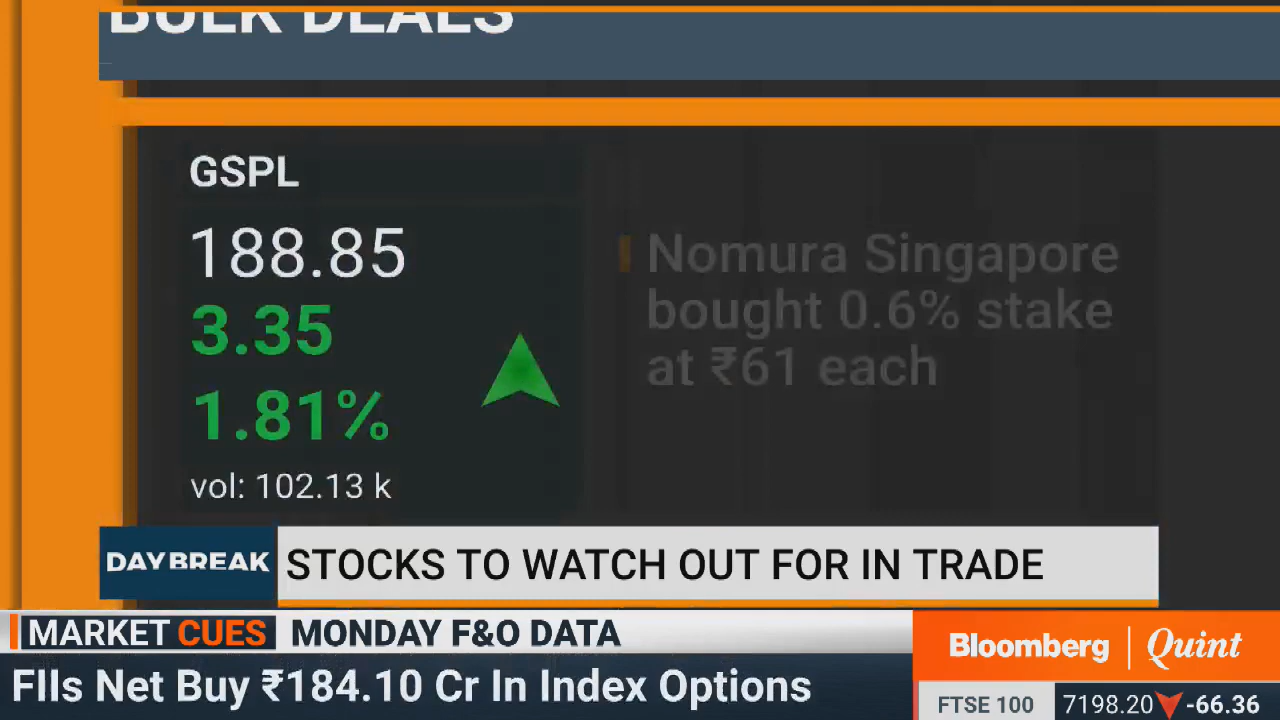 BULK DEALS
GSPL
188.85
3.35
1.81%
vol: 102.13 k
Nomura Singapore
bought 0.6% stake
at ₹61 each
DAYBREAK
STOCKS TO WATCH OUT FOR IN TRADE
MARKET CUES MONDAY F&O DATA
FIIs Net Buy ₹184.10 Cr In Index Options
Bloomberg | Quint
FTSE 100 7198.20 -66.36